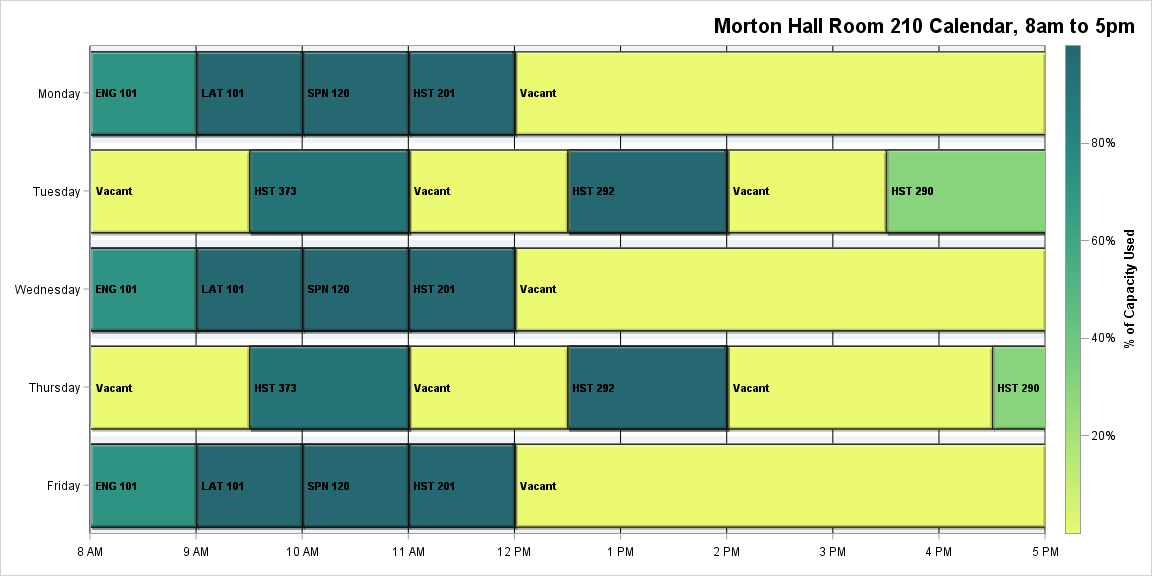 Morton Hall Room 210 Calendar, 8am to 5pm
Monday
ENG 101
LAT 101
SPN 120
HST 201
Vacant
80%
Tuesday
Vacant
HST 373
Vacant
HST 292
Vacant
HST 290
60%
% of Capacity Used
Wednesday
ENG 101
LAT 101
SPN 120
HST 201
Vacant
40%
Thursday
Vacant
HST 373
Vacant
HST 292
Vacant
HST 290
20%
Friday
ENG 101
LAT 101
SPN 120
HST 201
Vacant
8 AM
9 AM
10 AM
11 AM
12 PM
1 PM
2 PM
3 PM
4 PM
5 PM